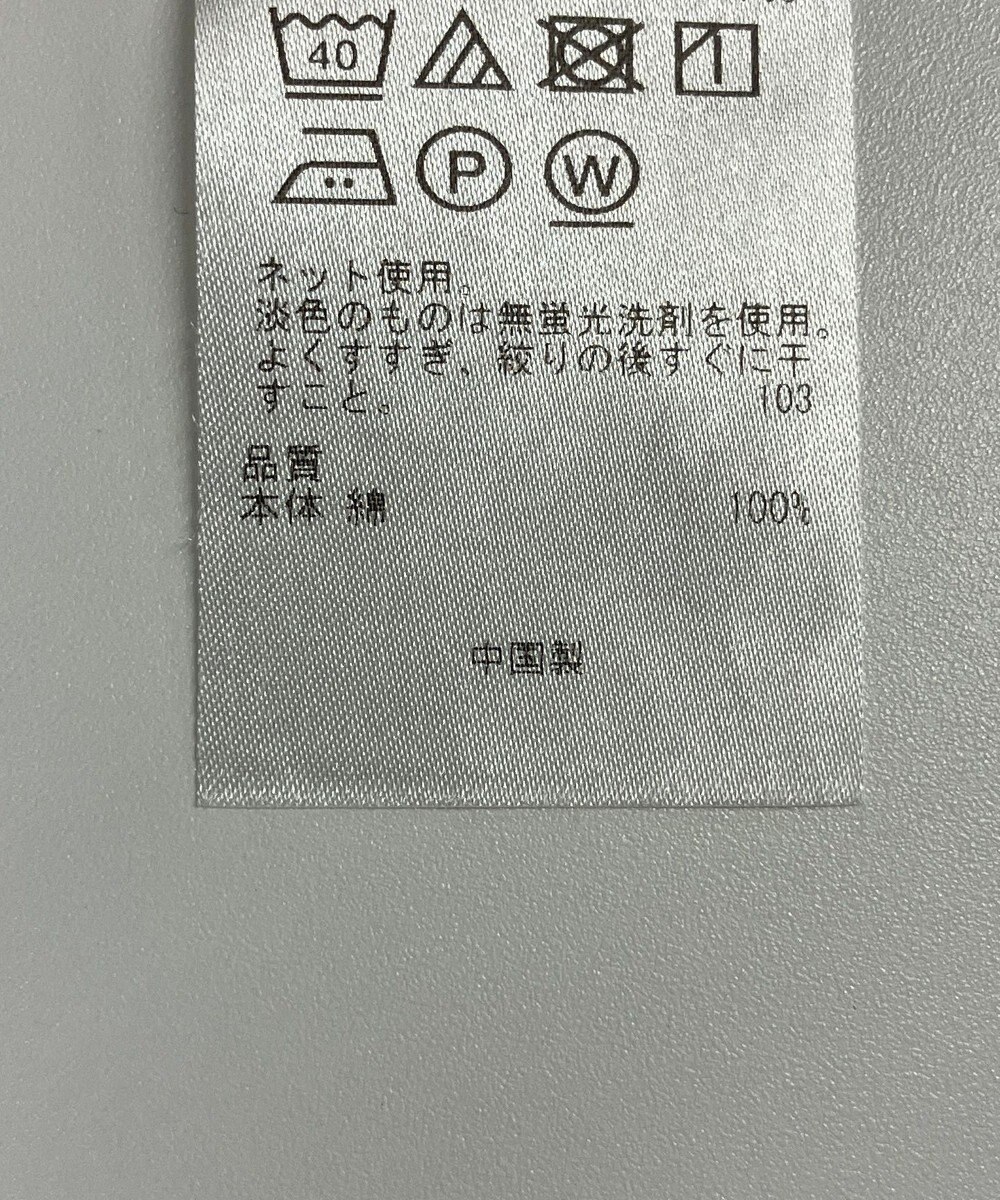 40
P W
ネット使用。
淡色のものは無蛍光洗剤を使用。
よくすすぎ、絞りの後すぐに干
すこと。 103
品質
本体 綿 100%
中国製